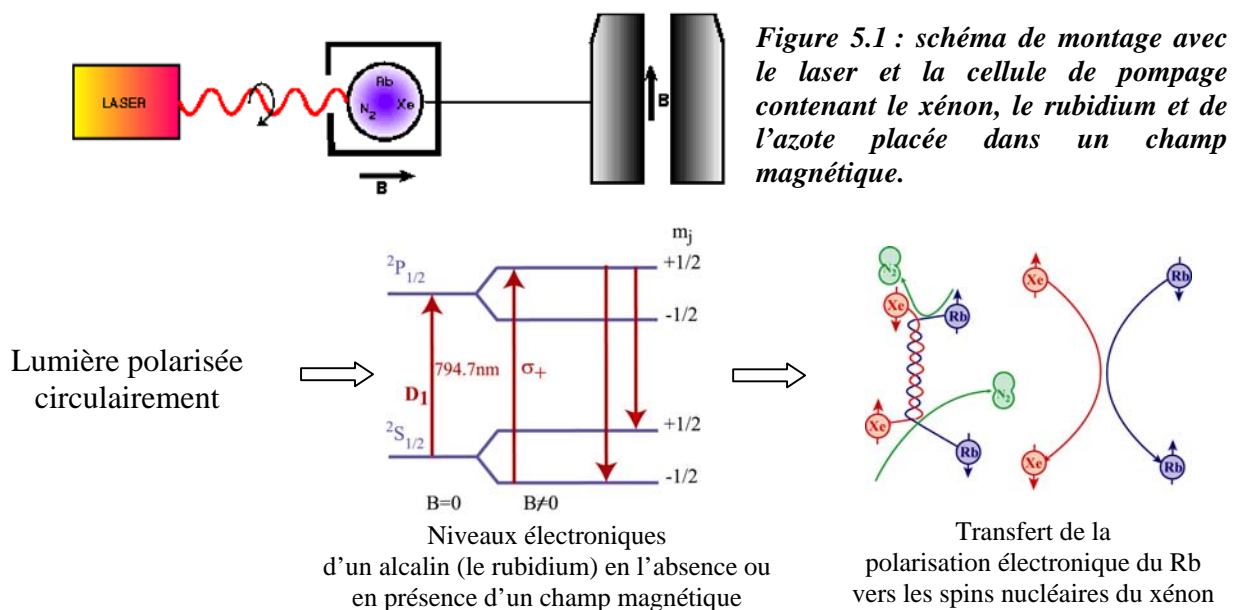 LASER
Rb
N2 Xe
B
B
Figure 5.1 : schéma de montage avec
le laser et la cellule de pompage
contenant le xénon, le rubidium et de
l'azote placée dans un champ
magnétique.
Lumière polarisée
circulairement
mj
²P1/2
+1/2
-1/2
794.7nm
σ+
D1
²S1/2
+1/2
-1/2
B=0 B≠0
Niveaux électroniques
d'un alcalin (le rubidium) en l'absence ou
en présence d'un champ magnétique
N2
Xe
Rb
N2
Xe
Rb
Xe
Rb
Xe
Rb
Transfert de la
polarisation électronique du Rb
vers les spins nucléaires du xénon